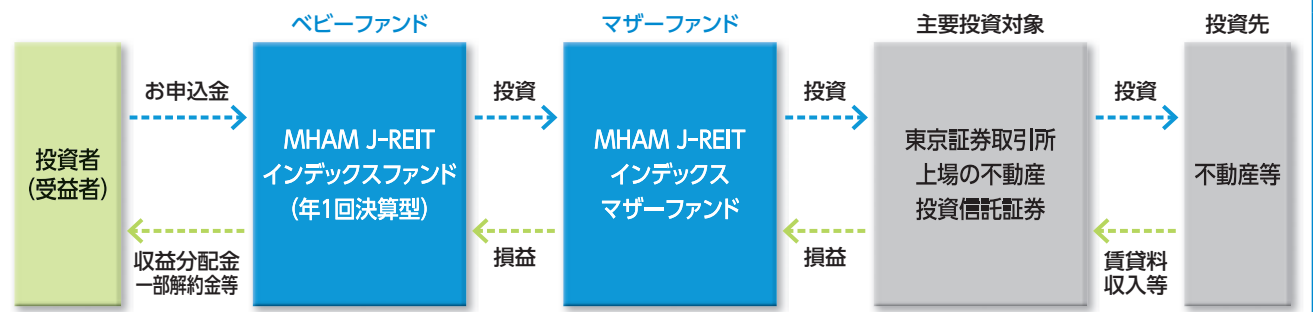 ベビーファンド
マザーファンド
主要投資対象
投資先
投資者
(受益者)
お申込金
収益分配金
一部解約金等
MHAM J-REIT
インデックスファンド
(年1回決算型)
投資
損益
MHAM J-REIT
インデックス
マザーファンド
投資
損益
東京証券取引所
上場の不動産
投資信託証券
投資
賃貸料
収入等
不動産等